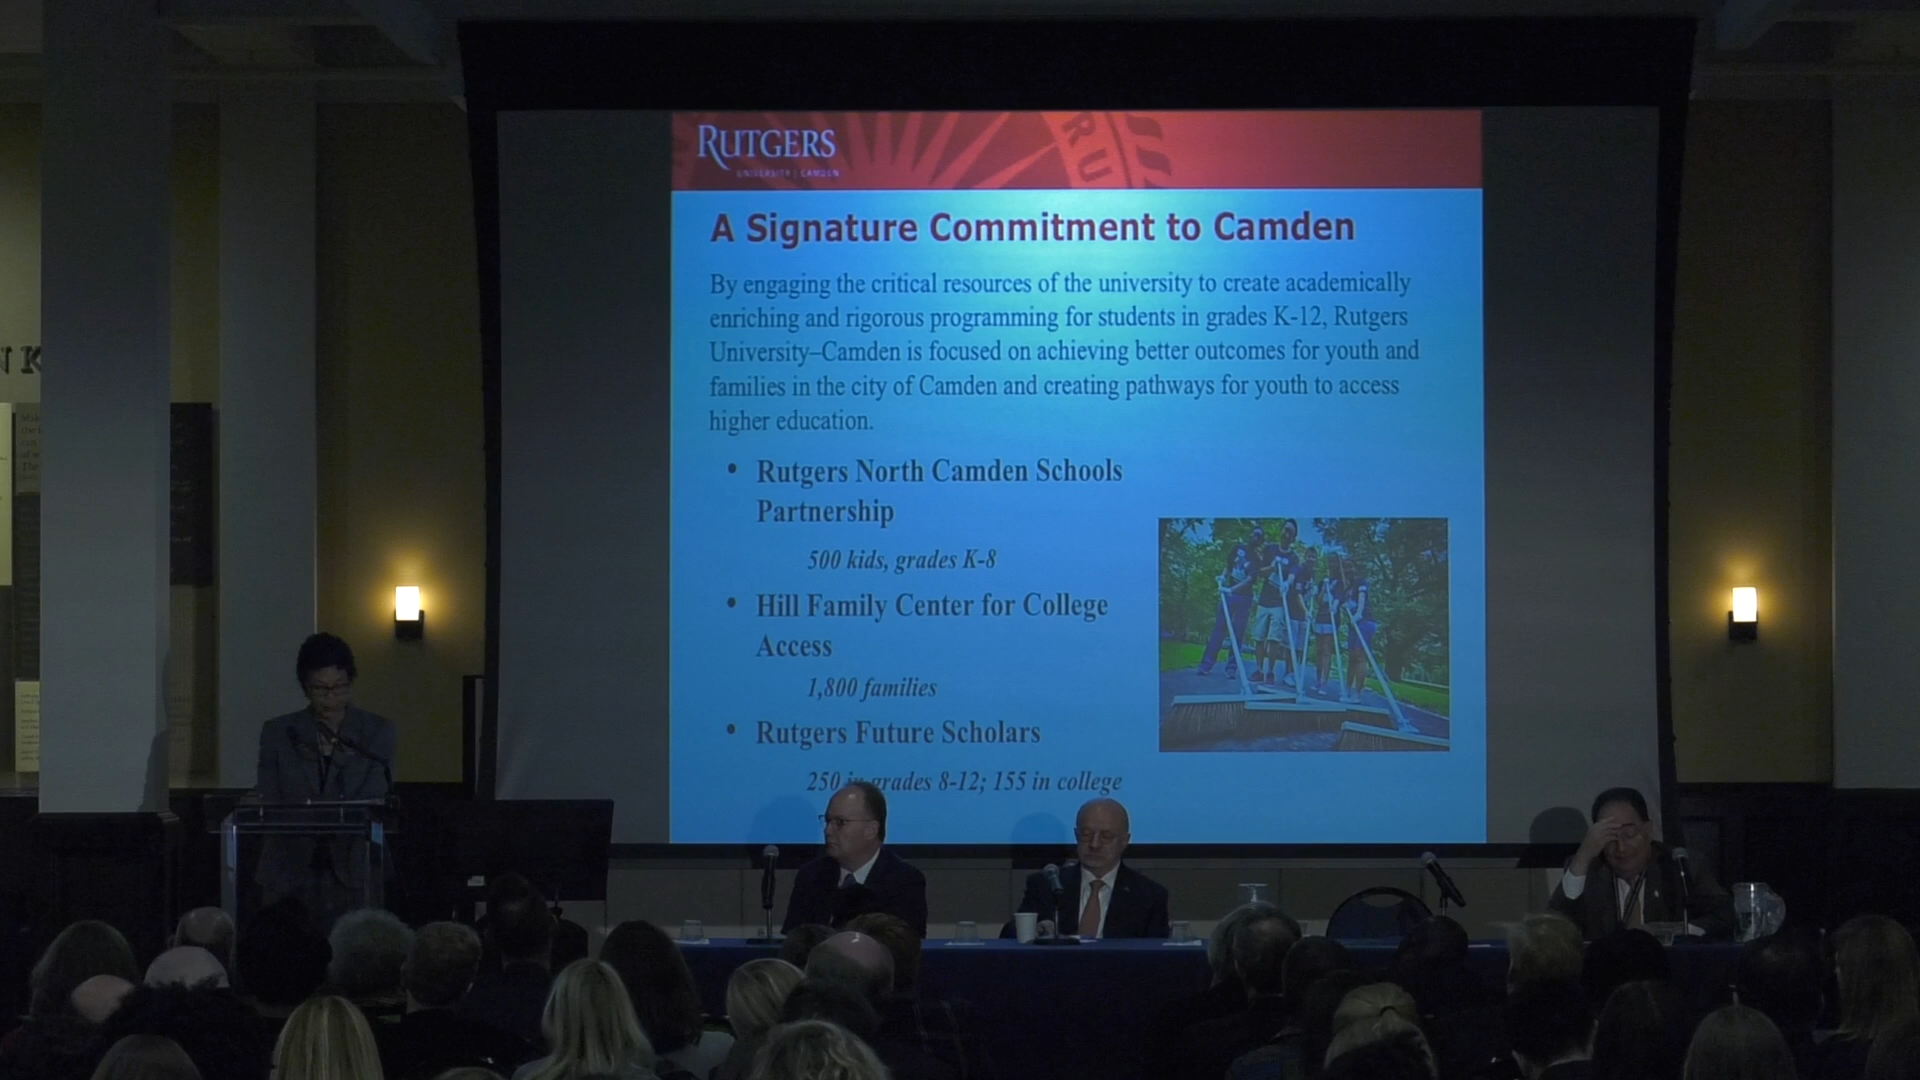 RUTGERS
UNIVERSITY | CAMDEN
RU
A Signature Commitment to Camden
By engaging the critical resources of the university to create academically
enriching and rigorous programming for students in grades K-12, Rutgers
University–Camden is focused on achieving better outcomes for youth and
families in the city of Camden and creating pathways for youth to access
higher education.
• Rutgers North Camden Schools
Partnership
500 kids, grades K-8
• Hill Family Center for College
Access
1,800 families
• Rutgers Future Scholars
250 in grades 8-12; 155 in college